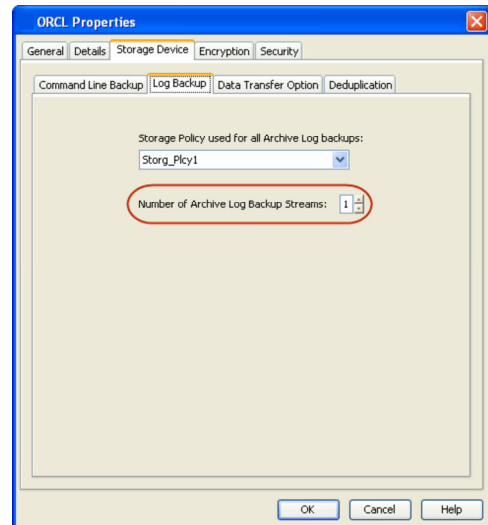 ORCL Properties
General Details Storage Device Encryption Security
Command Line Backup Log Backup Data Transfer Option Deduplication
Storage Policy used for all Archive Log backups:
Storg_Plcy1
Number of Archive Log Backup Streams: 1
OK Cancel Help